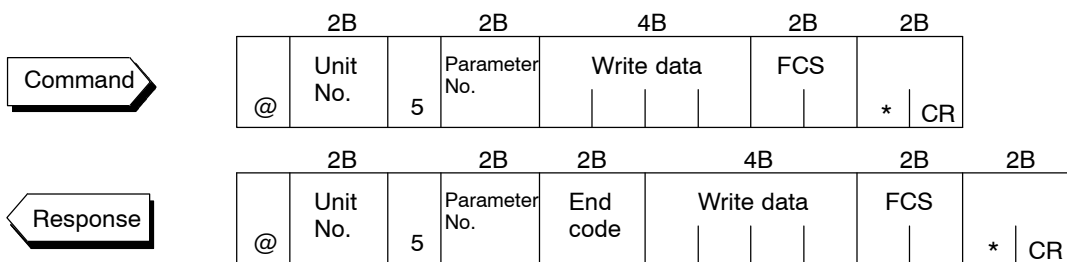 2B 2B 4B 2B 2B
Command
@ Unit No. 5 Parameter No. Write data FCS * CR
2B 2B 2B 4B 2B 2B
Response
@ Unit No. 5 Parameter No. End code Write data FCS * CR